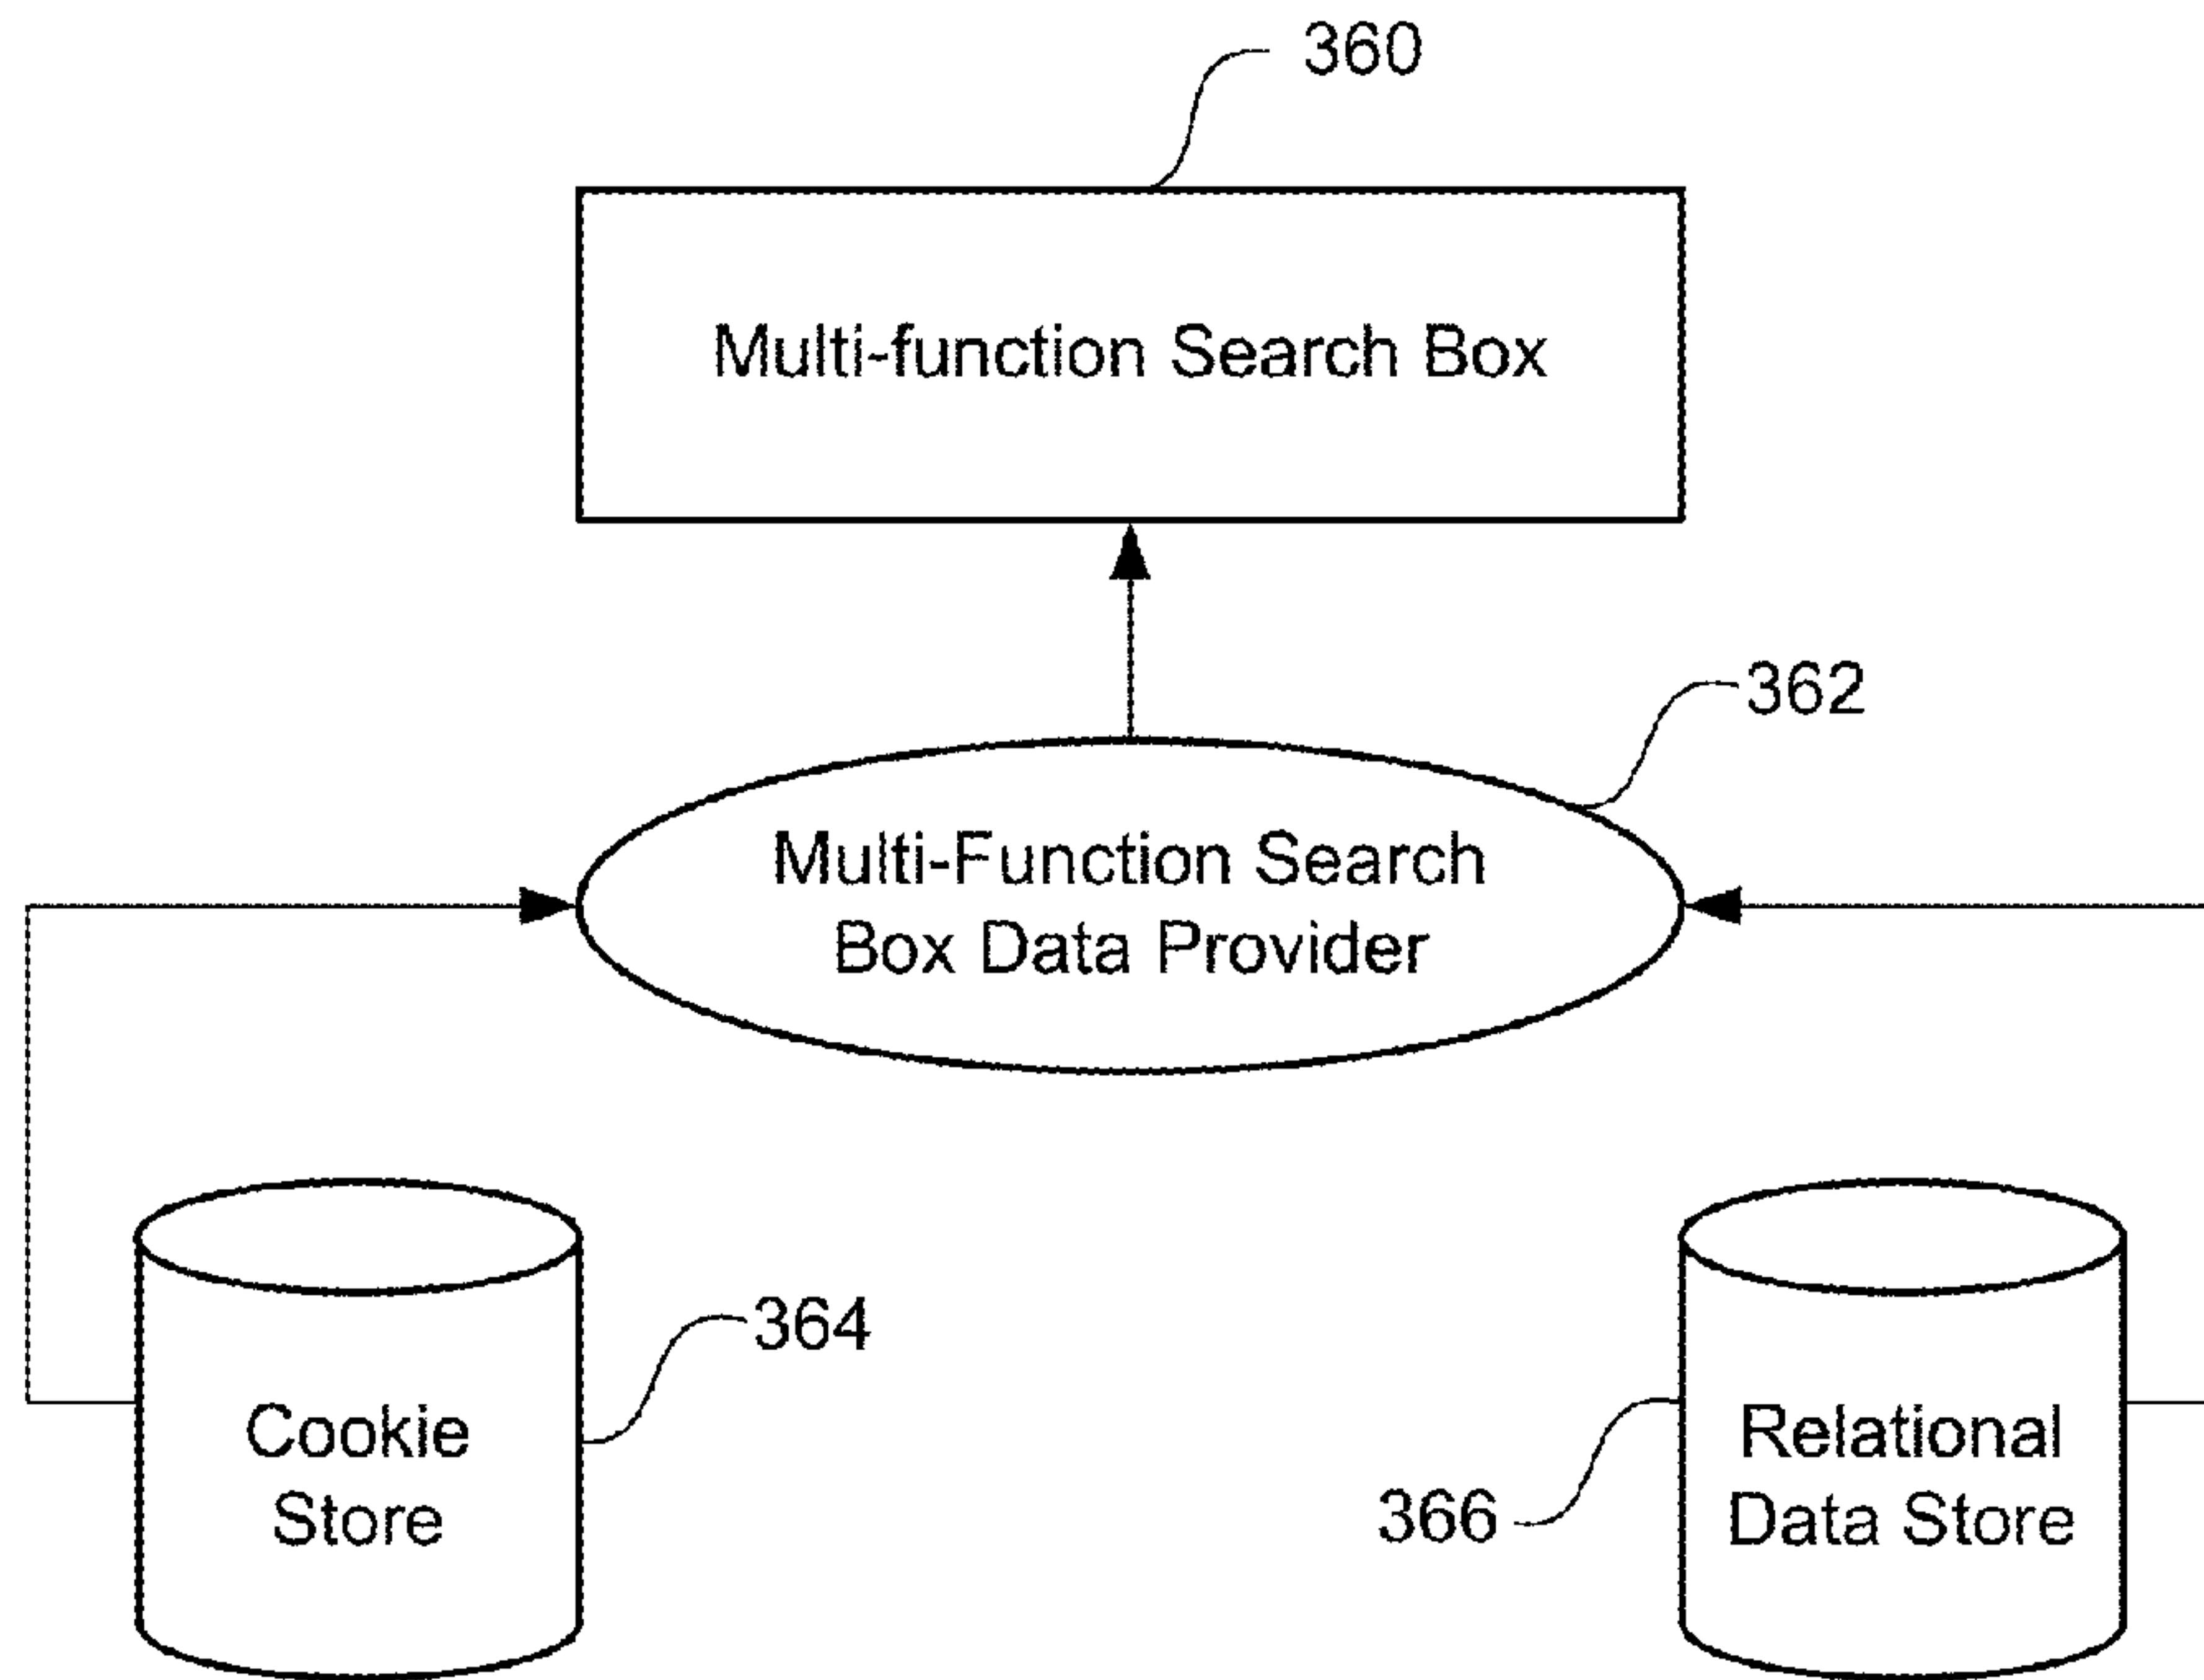 360
Multi-function Search Box
362
Multi-Function Search
Box Data Provider
364
Cookie
Store
366
Relational
Data Store